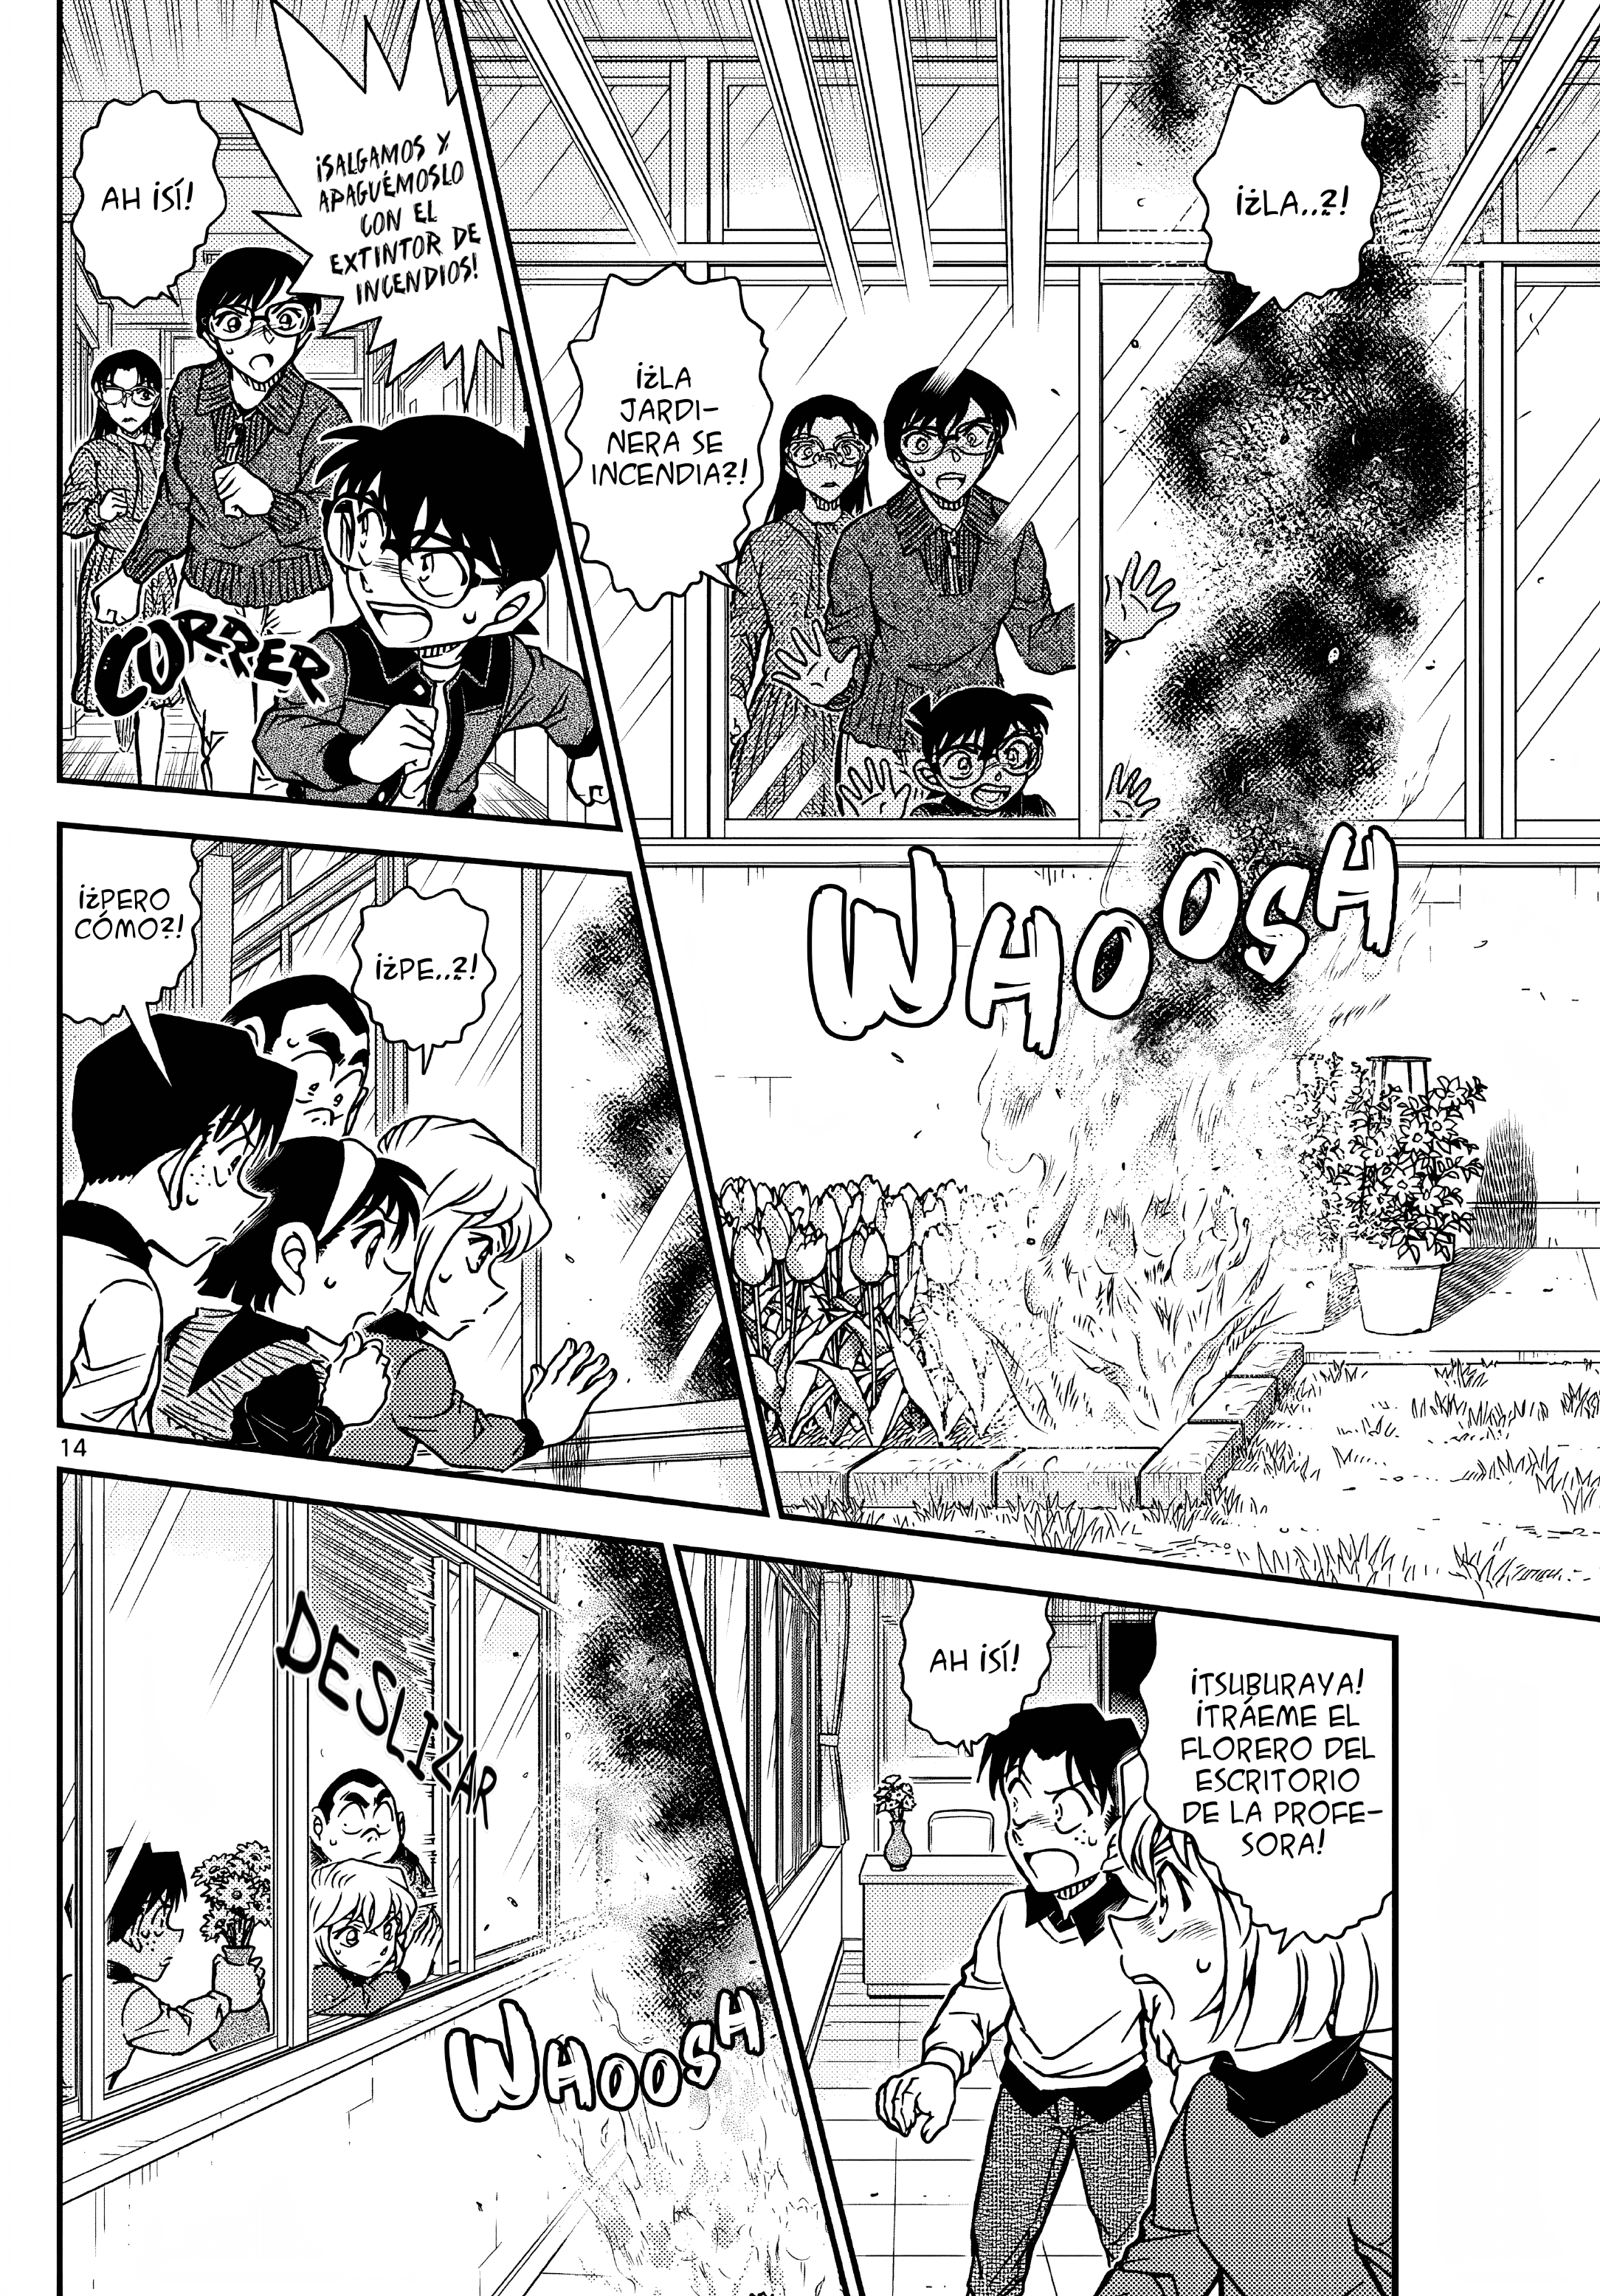 ¡¿LA..?!
¡¿LA
JARDI-
NERA SE
INCENDIA?!
WHOOSH
¡SALGAMOS Y
APAGUÉMOSLO
CON EL
EXTINTOR DE
INCENDIOS!
AH ¡SÍ!
CORRER
¡¿PE..?!
¡¿PERO
CÓMO?!
14
¡TSUBURAYA!
¡TRÁEME EL
FLORERO DEL
ESCRITORIO
DE LA PROFE-
SORA!
AH ¡SÍ!
DESLIZAR
WHOOSH